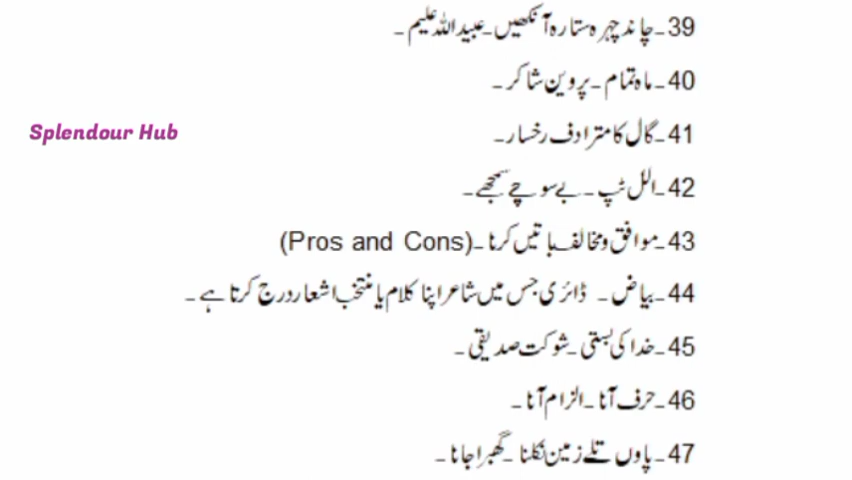 39۔چاند چہرہ ستارہ آنکھیں۔عبیداللہ علیم۔
40۔ماہ تمام۔پروین شاکر۔
Splendour Hub
41۔گال کا مترادف رخسار۔
42۔الل ٹپ۔بے سوچے سمجھے۔
43۔موافق و مخالف باتیں کرنا۔(Pros and Cons)
44۔بیاض۔ ڈائری جس میں شاعر اپنا کلام یا منتخب اشعار درج کرتا ہے۔
45۔خدا کی بستی۔شوکت صدیقی۔
46۔حرف آنا۔الزام آنا۔
47۔پاوں تلے زمین نکلنا۔گھبرا جانا۔